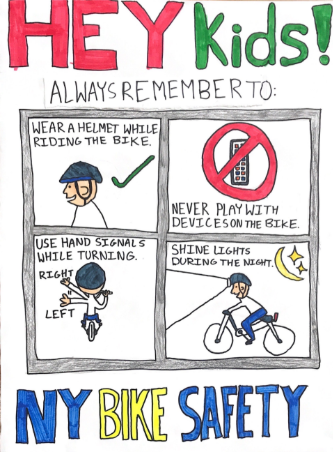 HEY Kids!
ALWAYS REMEMBER TO:
WEAR A HELMET WHILE
RIDING THE BIKE.
NEVER PLAY WITH
DEVICES ON THE BIKE.
USE HAND SIGNALS
WHILE TURNING.
RIGHT
LEFT
SHINE LIGHTS
DURING THE NIGHT.
NY BIKE SAFETY